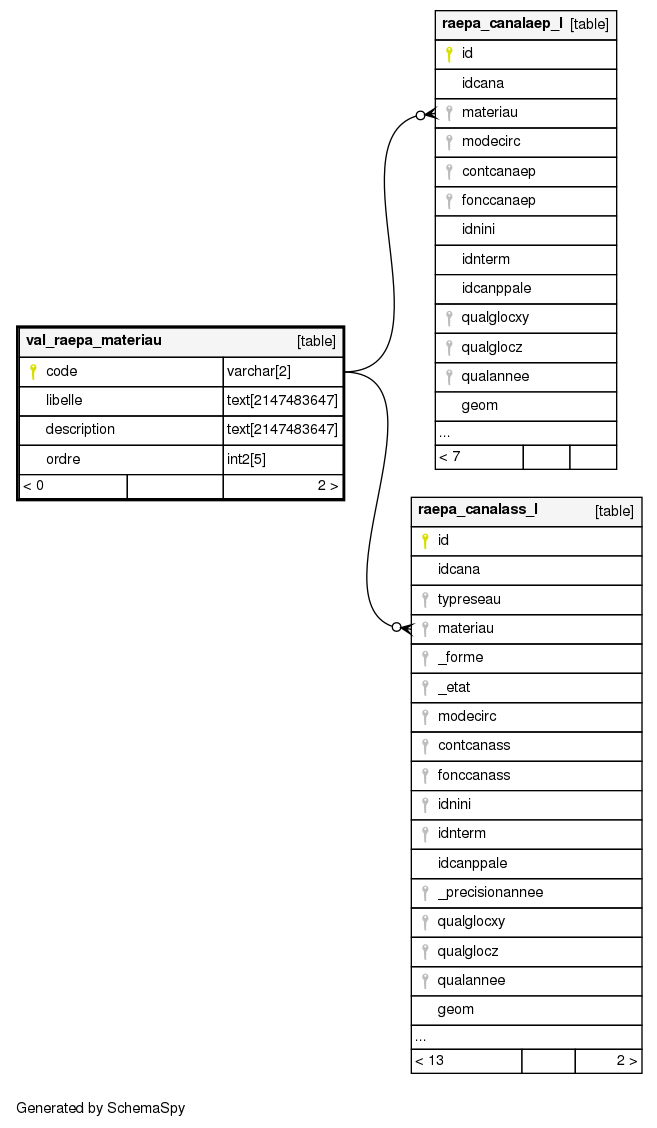 raepa_canalaep_l [table]
id
idcana
materiau
modecirc
contcanaep
fonccanaep
idnini
idnterm
idcanppale
qualglocxy
qualglocz
qualannee
geom
...
< 7
val_raepa_materiau [table]
code varchar[2]
libelle text[2147483647]
description text[2147483647]
ordre int2[5]
< 0 2 >
raepa_canalass_l [table]
id
idcana
typreseau
materiau
_forme
_etat
modecirc
contcanass
fonccanass
idnini
idnterm
idcanppale
_precisionannee
qualglocxy
qualglocz
qualannee
geom
...
< 13 2 >
Generated by SchemaSpy